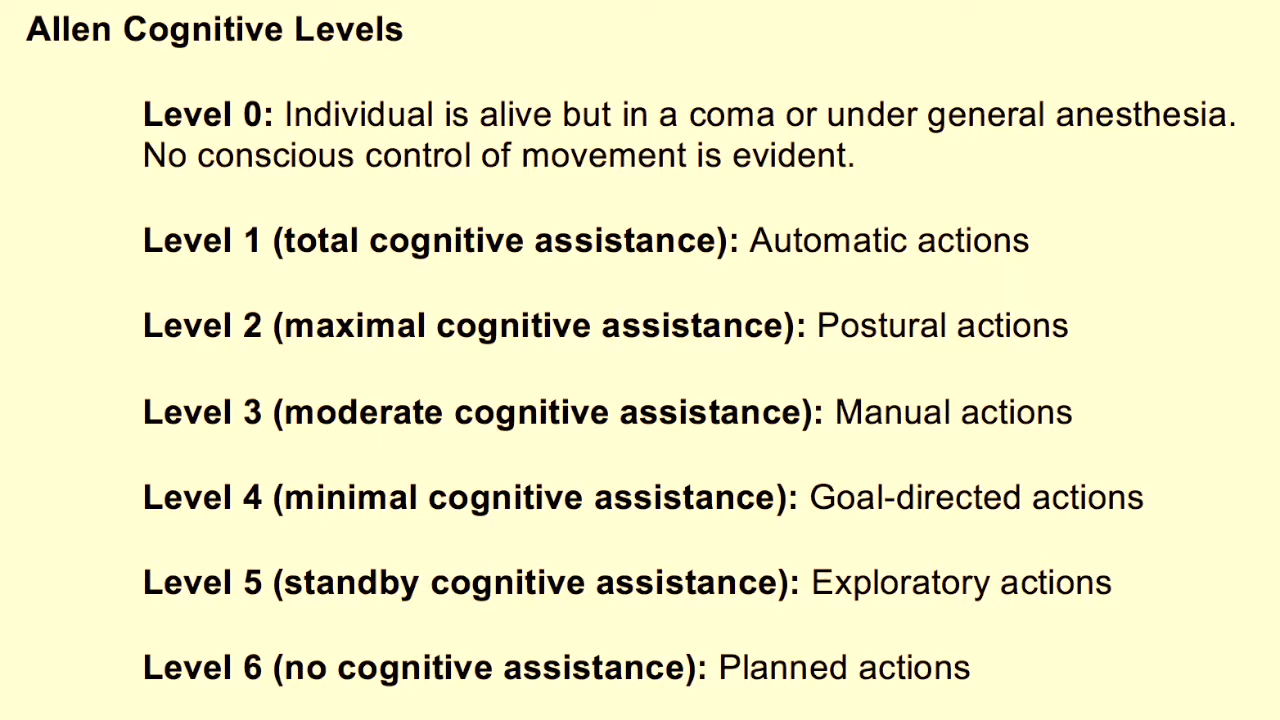 Allen Cognitive Levels
Level 0: Individual is alive but in a coma or under general anesthesia.
No conscious control of movement is evident.
Level 1 (total cognitive assistance): Automatic actions
Level 2 (maximal cognitive assistance): Postural actions
Level 3 (moderate cognitive assistance): Manual actions
Level 4 (minimal cognitive assistance): Goal-directed actions
Level 5 (standby cognitive assistance): Exploratory actions
Level 6 (no cognitive assistance): Planned actions